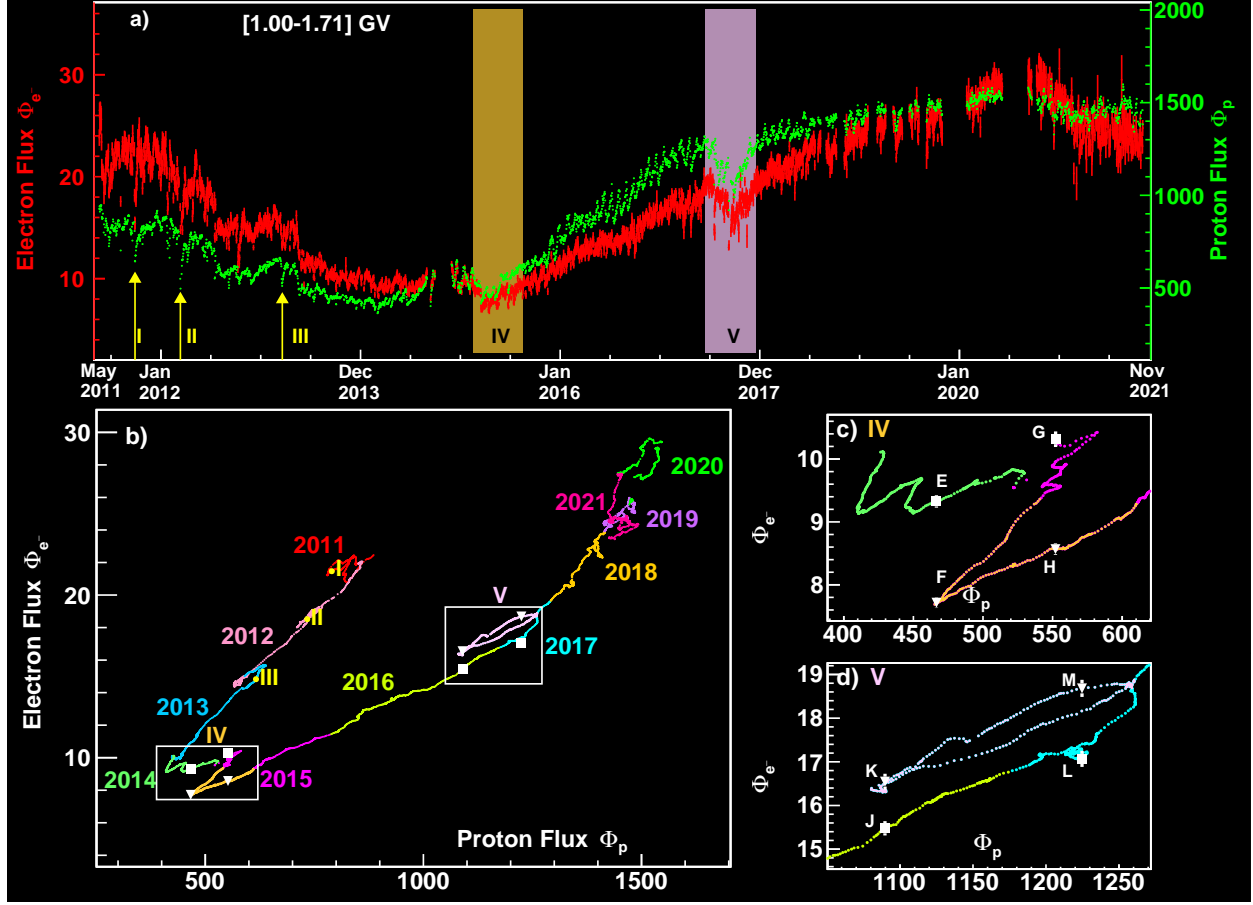 a)
[1.00-1.71] GV
Electron Flux Φe-
30
20
10
Proton Flux Φp
2000
1500
1000
500
I
II
III
IV
V
May 2011
Jan 2012
Dec 2013
Jan 2016
Dec 2017
Jan 2020
Nov 2021
b)
Electron Flux Φe-
30
20
10
2020
2021
2019
2018
2011
I
II
2012
III
2013
V
2017
2016
IV
2014
2015
Proton Flux Φp
500
1000
1500
c)
IV
Φe-
10
9
8
G
E
F
H
Φp
400
450
500
550
600
d)
V
Φe-
19
18
17
16
15
M
K
L
J
Φp
1100
1150
1200
1250